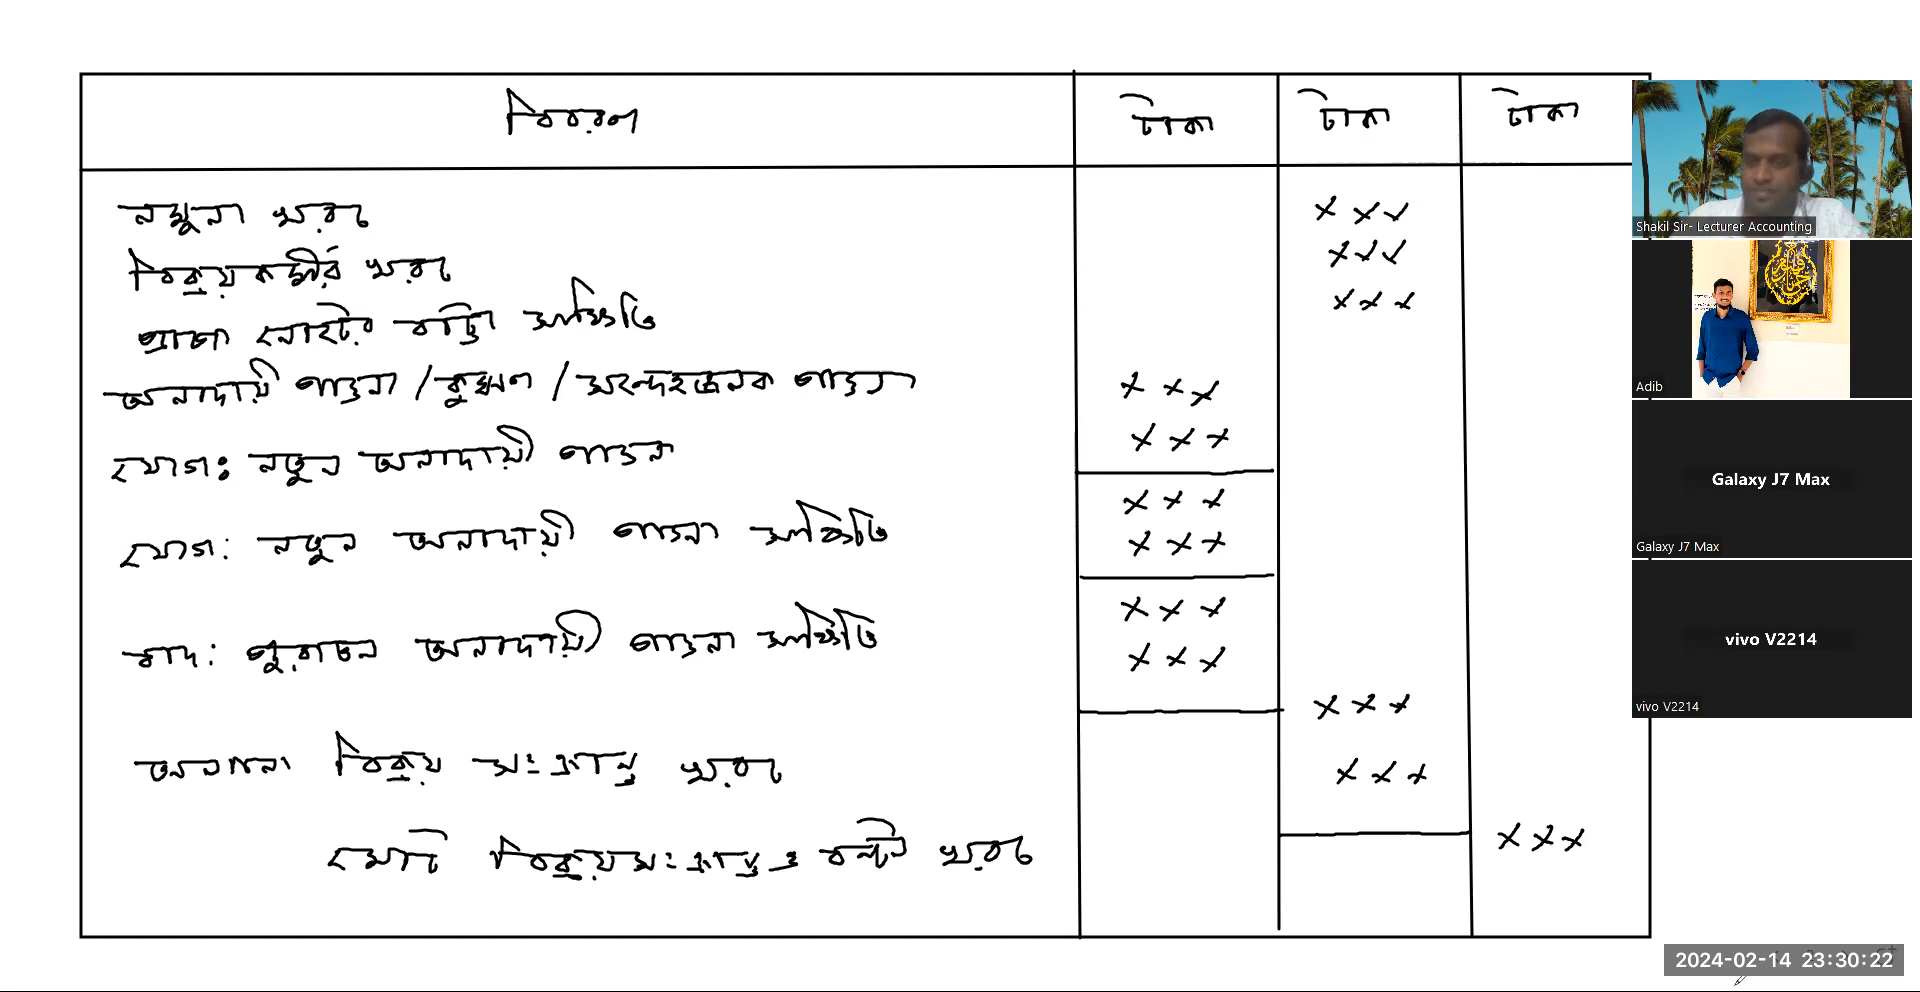 বিবরণ টাকা টাকা টাকা
নমুনা খরচ ×××
বিক্রয়কর্মীর খরচ ×××
প্রাপ্য নোটের বাট্টা সঞ্চিতি ×××
অনাদায়ী পাওনা / কুঋণ / সন্দেহজনক পাওনা ×××
যোগ: নতুন অনাদায়ী পাওনা ×××
×××
যোগ: নতুন অনাদায়ী পাওনা সঞ্চিতি ×××
×××
বাদ: পুরাতন অনাদায়ী পাওনা সঞ্চিতি ×××
×××
অন্যান্য বিক্রয় সংক্রান্ত খরচ ×××
মোট বিক্রয়সংক্রান্ত ও বন্টন খরচ ×××
Shakil Sir- Lecturer Accounting
Adib
Galaxy J7 Max
Galaxy J7 Max
vivo V2214
vivo V2214
2024-02-14 23:30:22